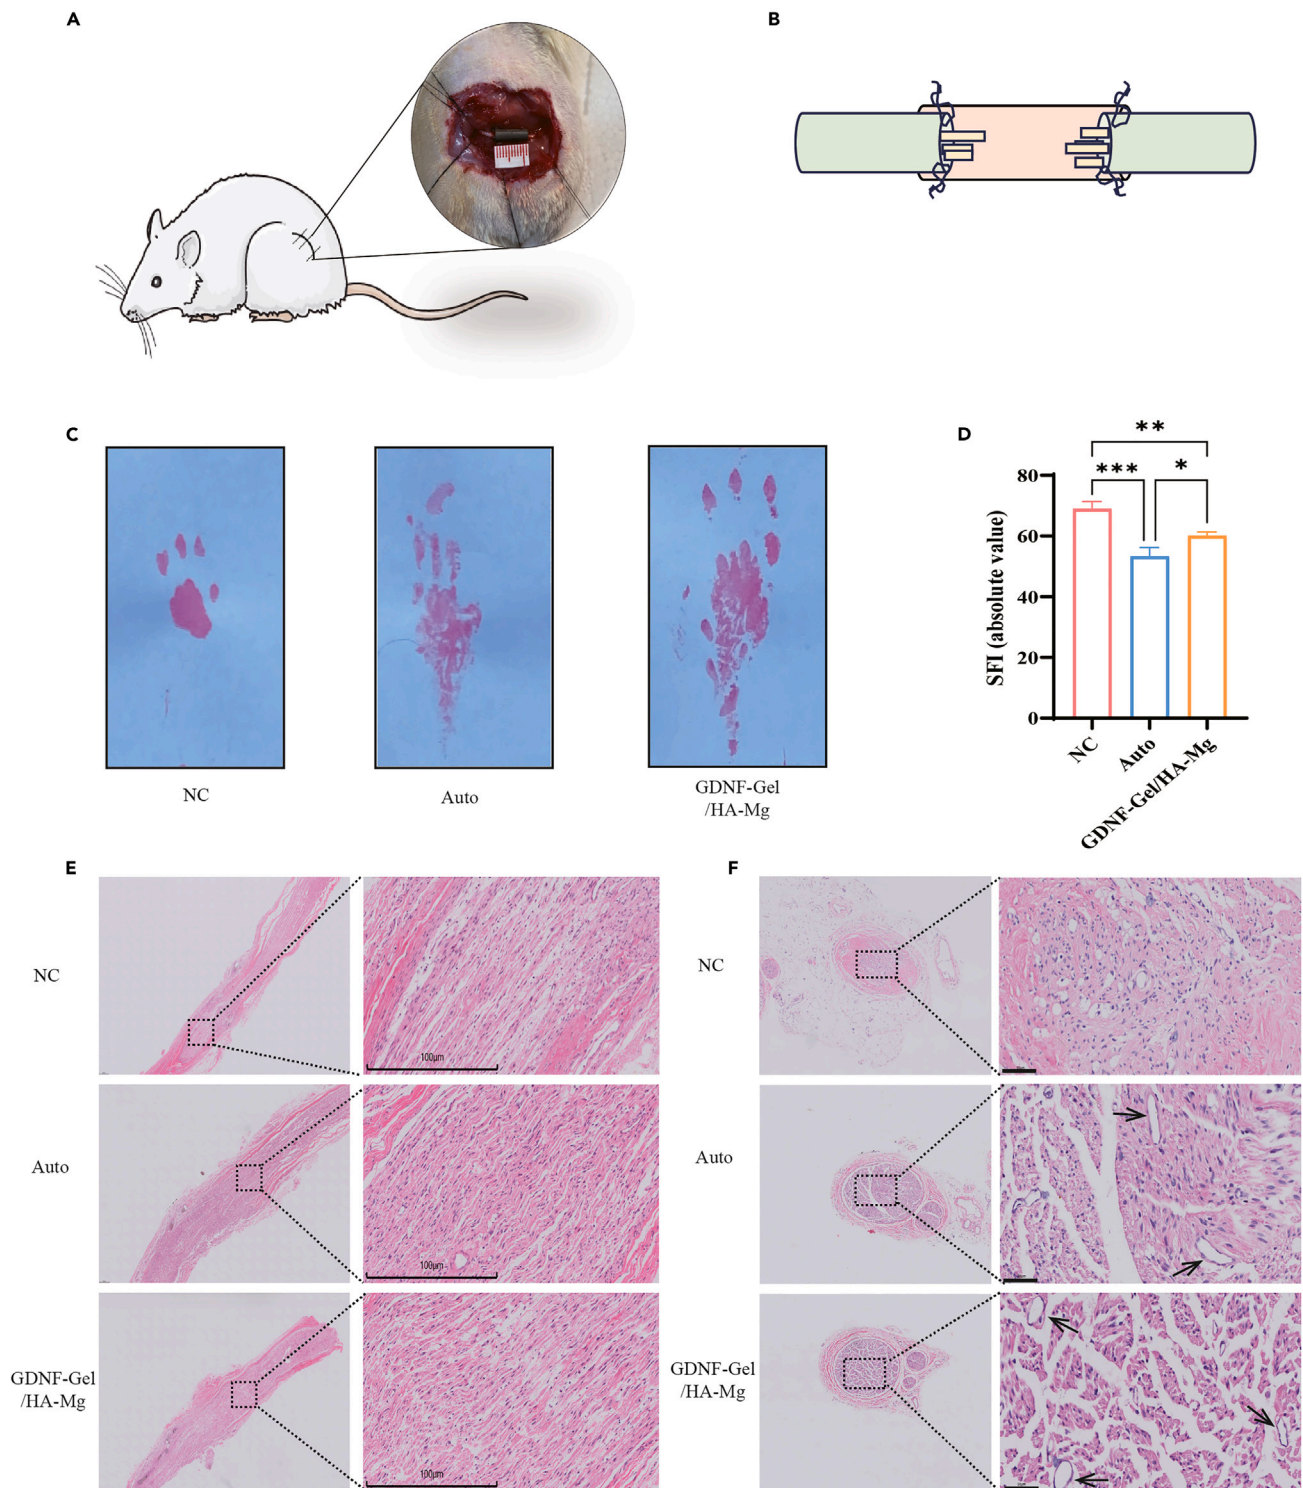 A
B
C
NC
Auto
GDNF-Gel
/HA-Mg
D
**
***
*
80
60
40
20
0
SFI (absolute value)
NC
Auto
GDNF-Gel/HA-Mg
E
NC
100μm
Auto
100μm
GDNF-Gel
/HA-Mg
100μm
F
NC
Auto
GDNF-Gel
/HA-Mg